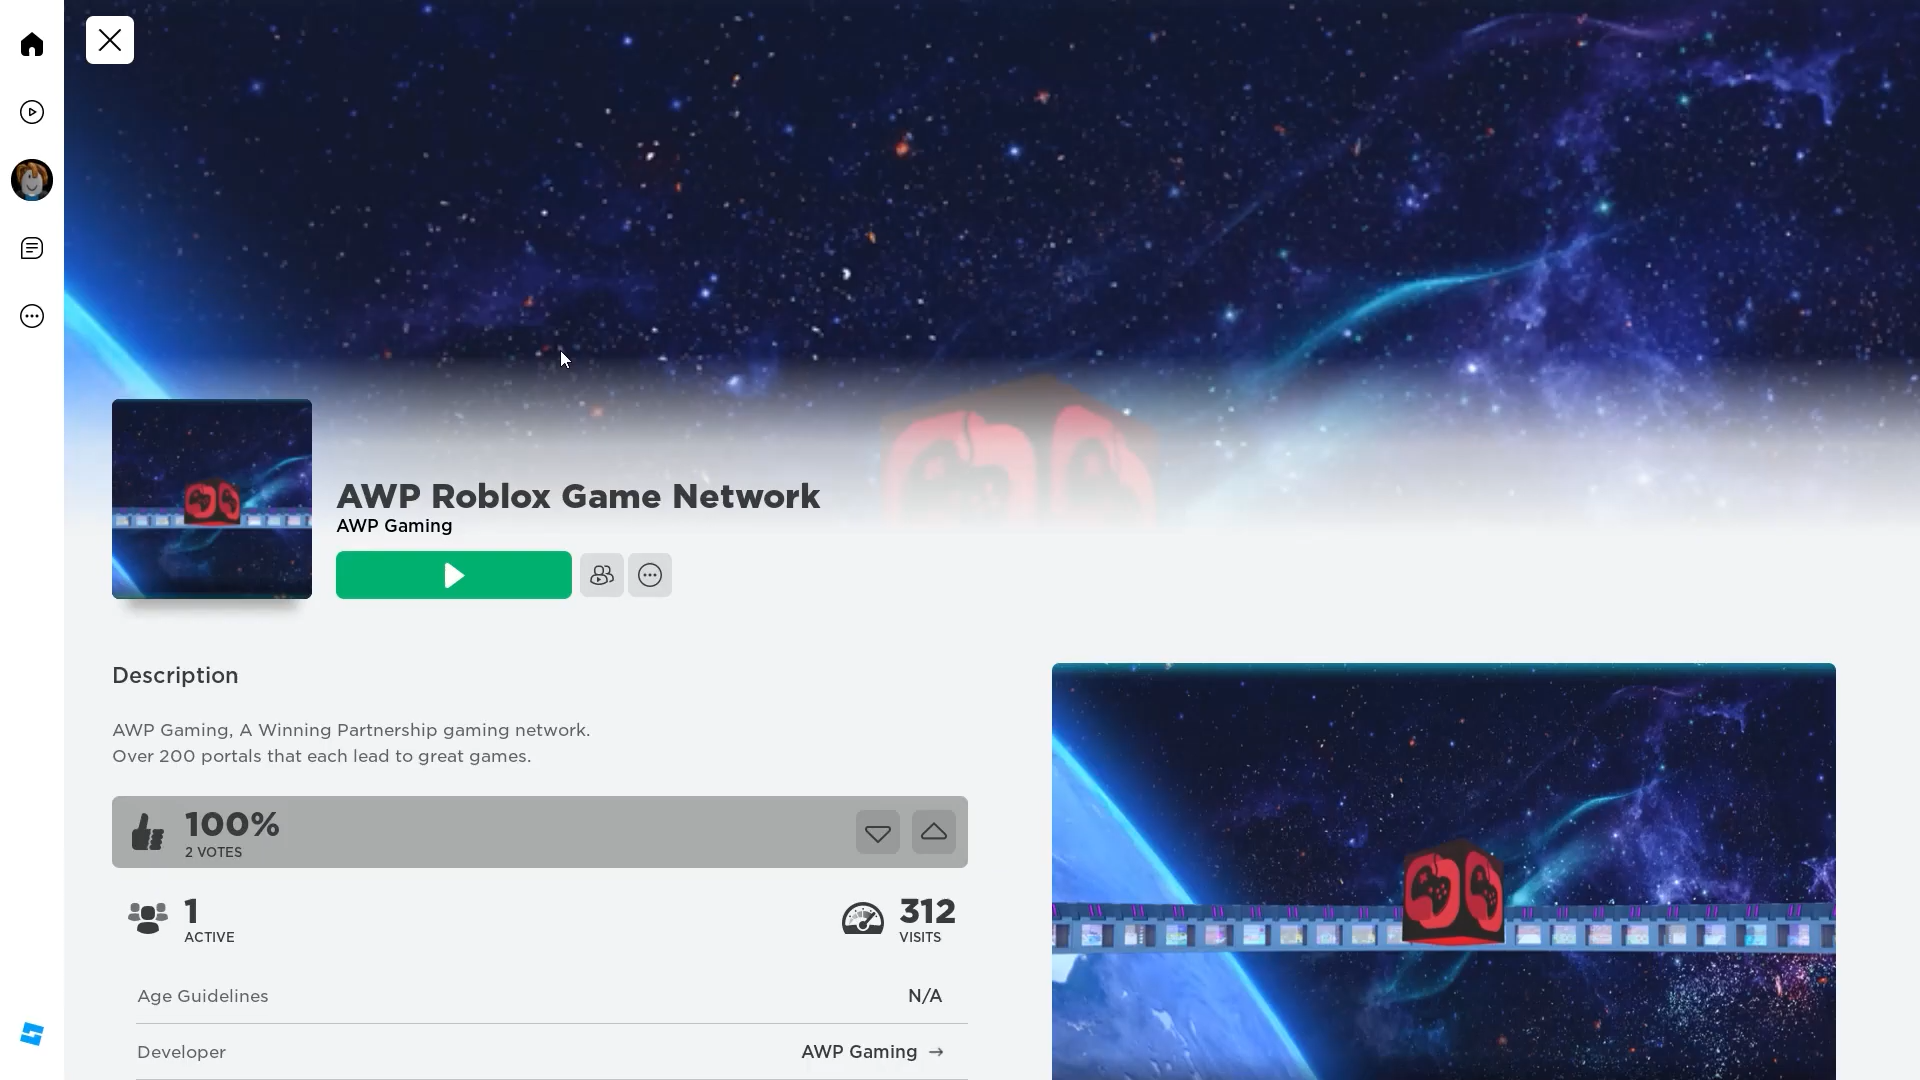 AWP Roblox Game Network
AWP Gaming
Description
AWP Gaming, A Winning Partnership gaming network.
Over 200 portals that each lead to great games.
100%
2 VOTES
1
ACTIVE
312
VISITS
Age Guidelines
N/A
Developer
AWP Gaming →